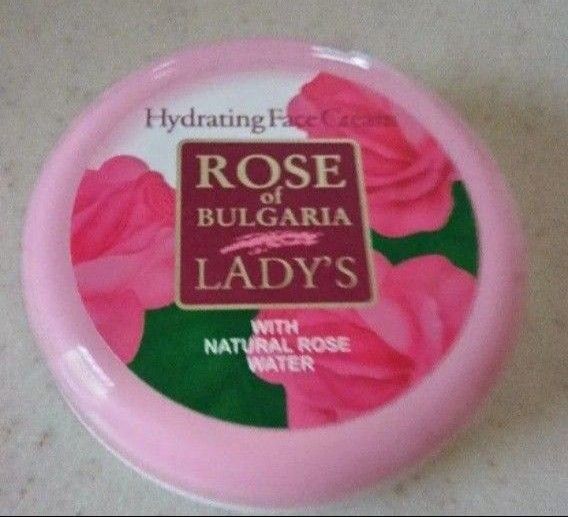 Hydrating Face Cream
ROSE
of
BULGARIA
LADY'S
WITH
NATURAL ROSE
WATER